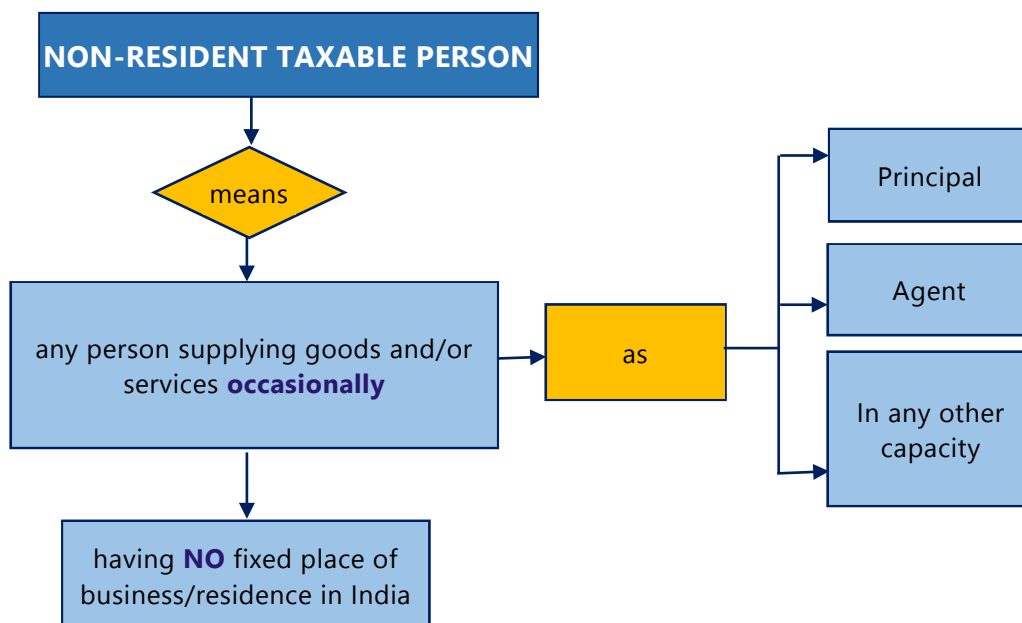 NON-RESIDENT TAXABLE PERSON
means
any person supplying goods and/or
services occasionally
as
Principal
Agent
In any other
capacity
having NO fixed place of
business/residence in India